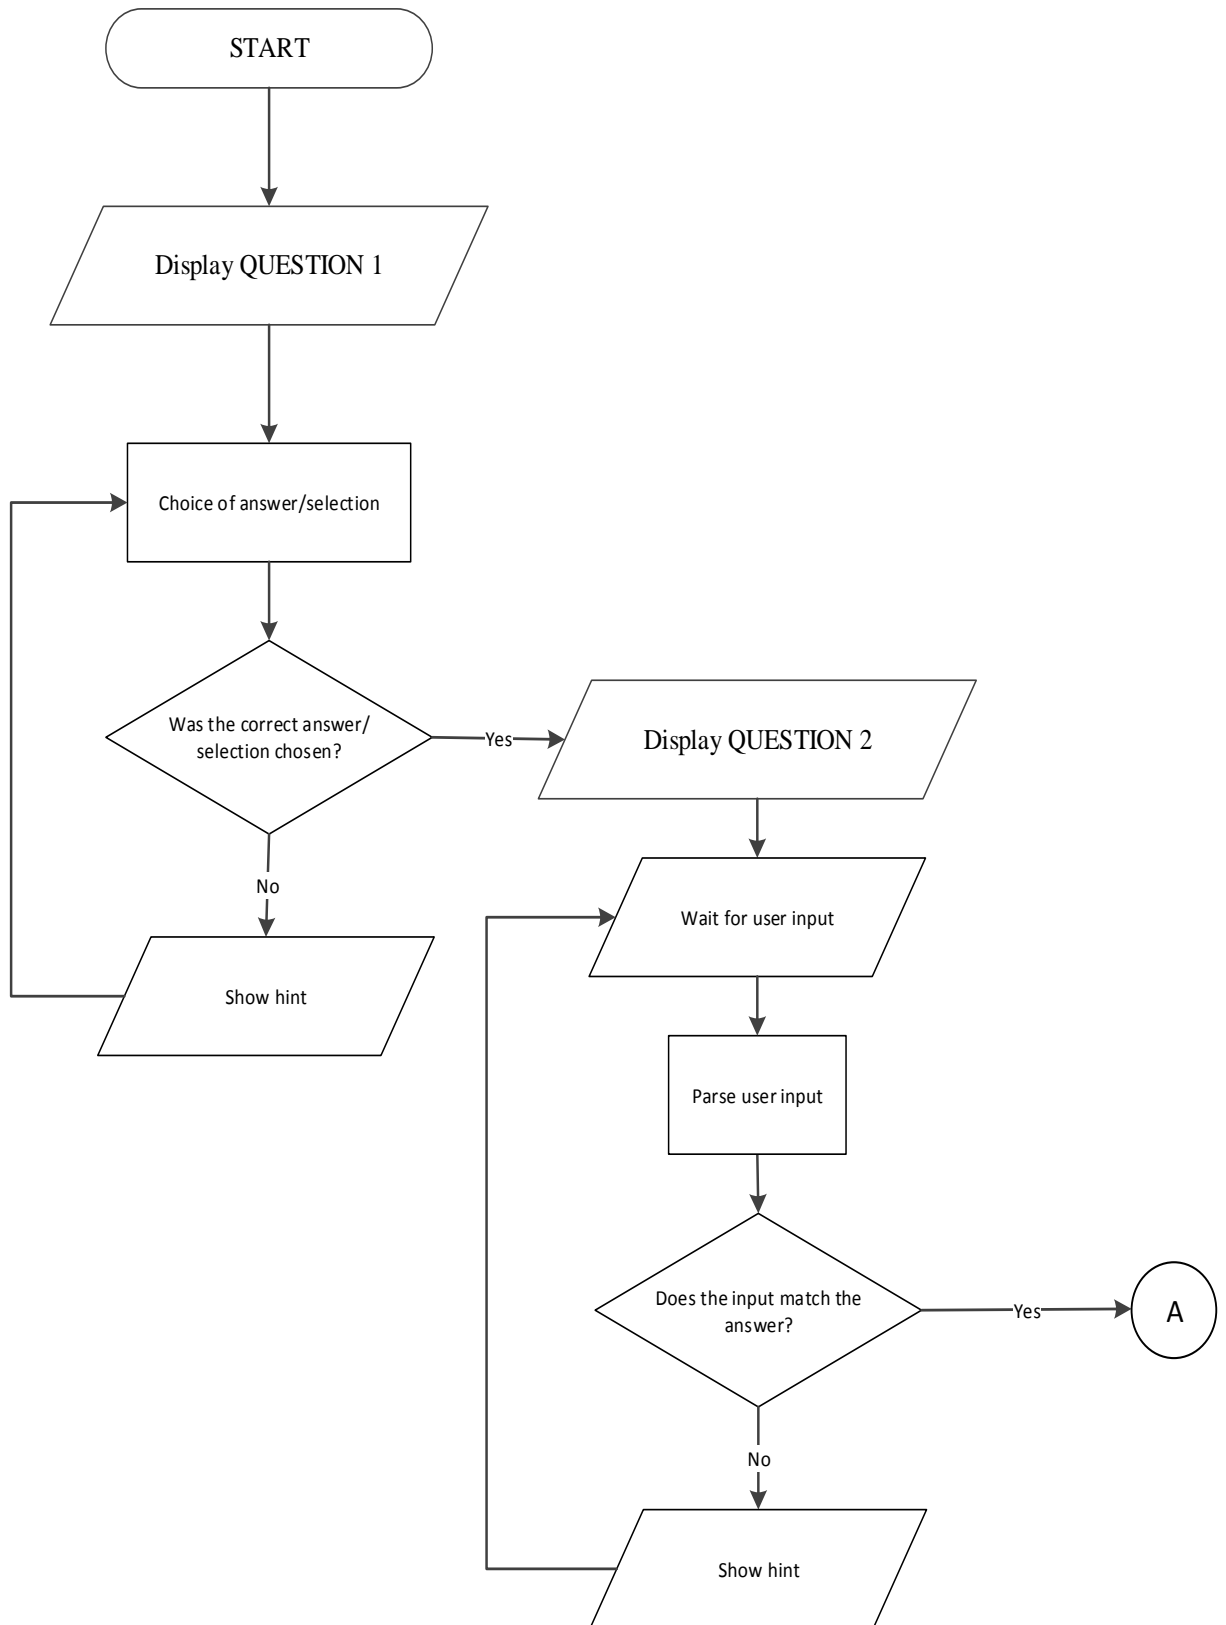 START
Display QUESTION 1
Choice of answer/selection
Was the correct answer/
selection chosen?
Yes
No
Show hint
Display QUESTION 2
Wait for user input
Parse user input
Does the input match the
answer?
Yes
A
No
Show hint